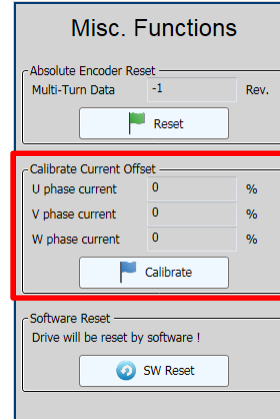 Misc. Functions
Absolute Encoder Reset
Multi-Turn Data -1 Rev.
Reset
Calibrate Current Offset
U phase current 0 %
V phase current 0 %
W phase current 0 %
Calibrate
Software Reset
Drive will be reset by software !
SW Reset